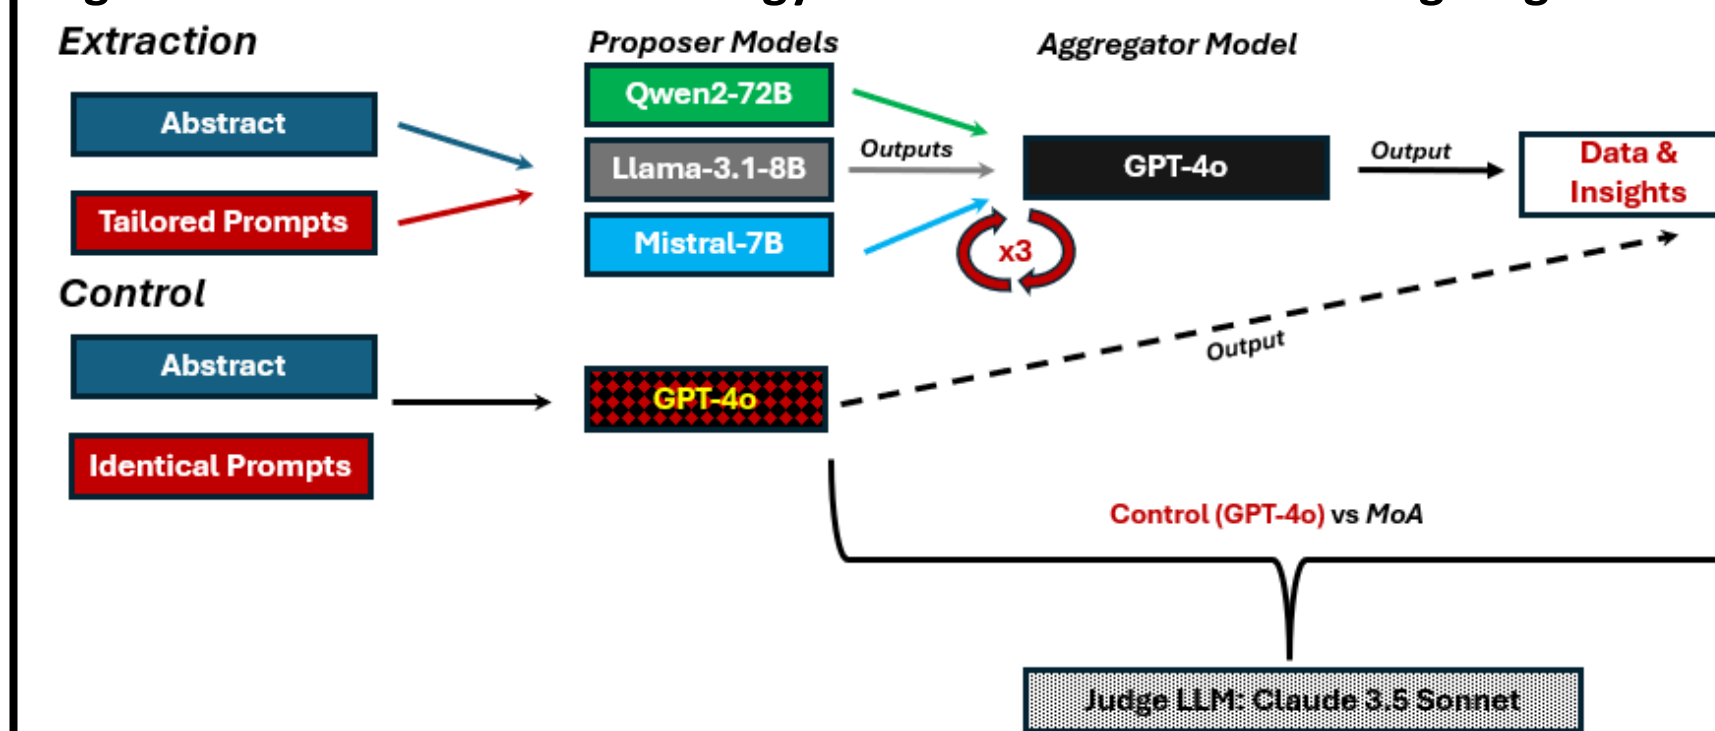 Extraction
Proposer Models
Aggregator Model
Abstract
Tailored Prompts
Qwen2-72B
Llama-3.1-8B
Mistral-7B
Outputs
GPT-4o
x3
Output
Data &
Insights
Control
Abstract
Identical Prompts
GPT-4o
Output
Control (GPT-4o) vs MoA
Judge LLM: Claude 3.5 Sonnet